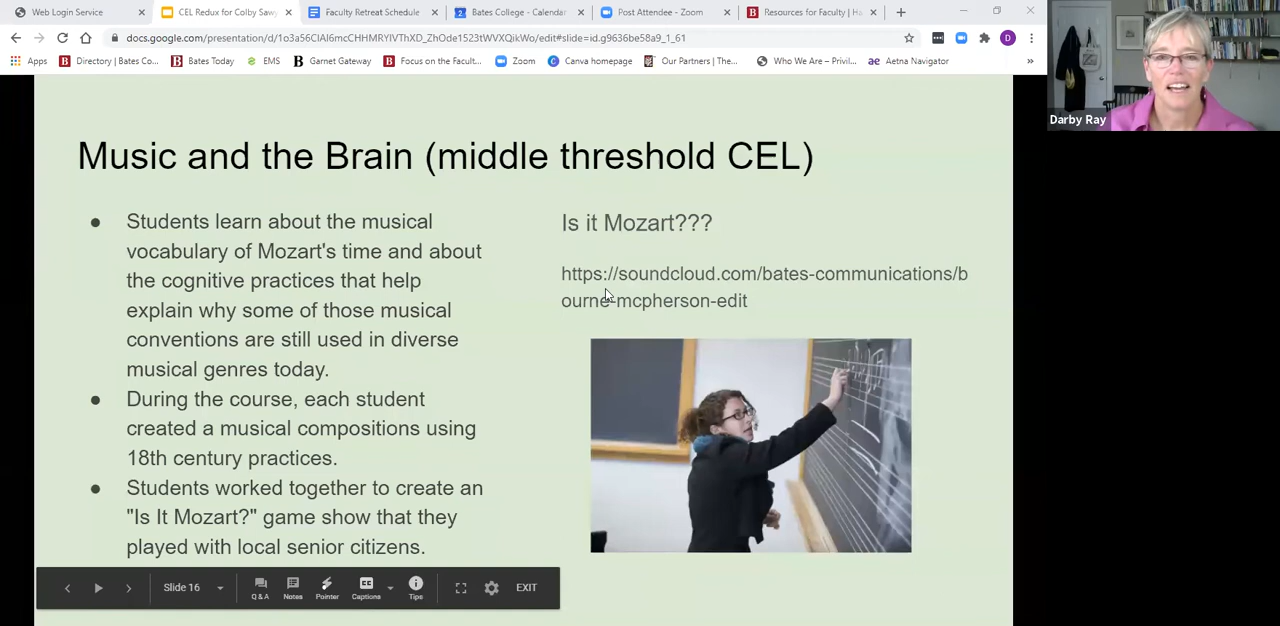 Web Login Service
CEL Redux for Colby Sawy
Faculty Retreat Schedule
Bates College - Calendar
Post Attendee - Zoom
Resources for Faculty | Ha
docs.google.com/presentation/d/1o3a56ClAI6mcCHHMRYIVThXD_ZhOde1523tWVXQikWo/edit#slide=id.g9636be58a9_1_61
Apps
Directory | Bates Co...
Bates Today
EMS
Garnet Gateway
Focus on the Facult...
Zoom
Canva homepage
Our Partners | The...
Who We Are – Privil...
Aetna Navigator
»
Darby Ray
Music and the Brain (middle threshold CEL)
• Students learn about the musical
vocabulary of Mozart's time and about
the cognitive practices that help
explain why some of those musical
conventions are still used in diverse
musical genres today.
• During the course, each student
created a musical compositions using
18th century practices.
• Students worked together to create an
"Is It Mozart?" game show that they
played with local senior citizens.
Is it Mozart???
https://soundcloud.com/bates-communications/b
ourne-mcpherson-edit
Slide 16
Q & A
Notes
Pointer
Captions
Tips
EXIT